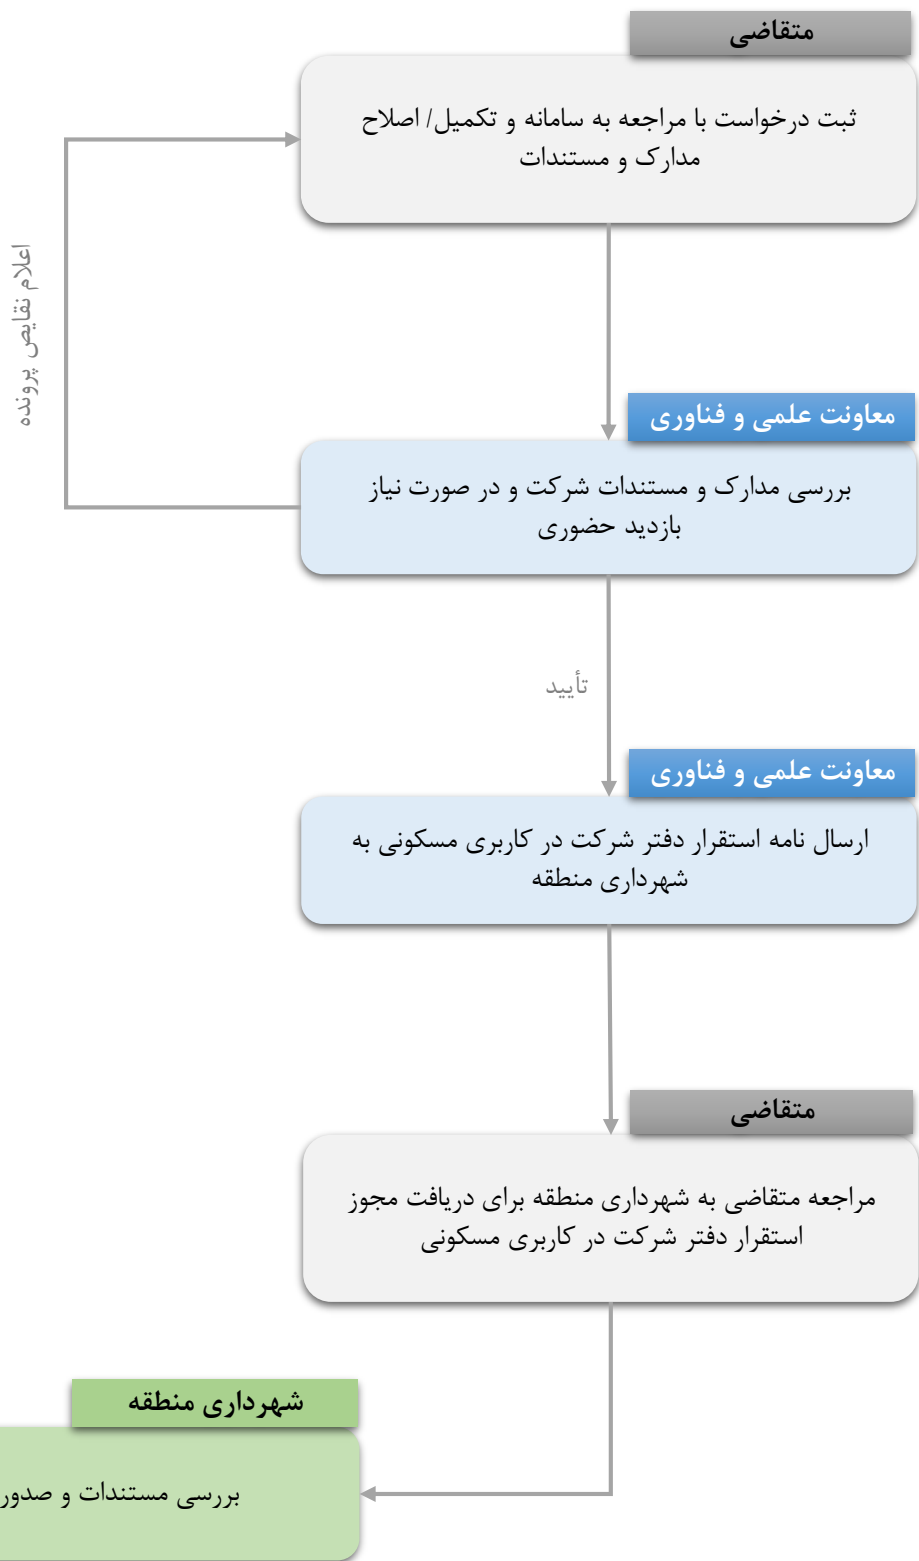 متقاضی
ثبت درخواست با مراجعه به سامانه و تکمیل/ اصلاح
مدارک و مستندات
اعلام نقایص پرونده
معاونت علمی و فناوری
بررسی مدارک و مستندات شرکت و در صورت نیاز
بازدید حضوری
تأیید
معاونت علمی و فناوری
ارسال نامه استقرار دفتر شرکت در کاربری مسکونی به
شهرداری منطقه
متقاضی
مراجعه متقاضی به شهرداری منطقه برای دریافت مجوز
استقرار دفتر شرکت در کاربری مسکونی
شهرداری منطقه
بررسی مستندات و صدور